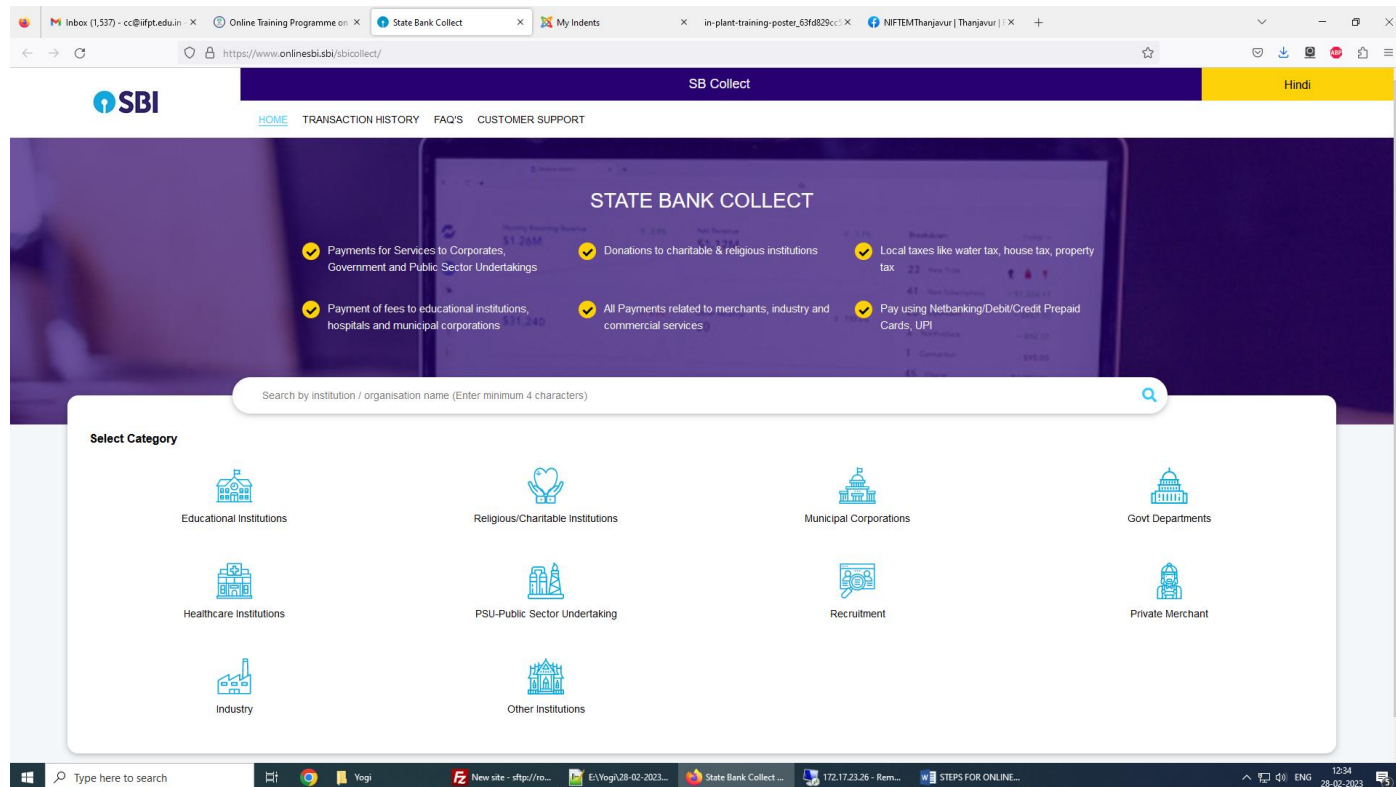 Inbox (1,537) - cc@iifpt.edu.in -
Online Training Programme on
State Bank Collect
My Indents
in-plant-training-poster_63fd829cc5
NIFTEMThanjavur | Thanjavur |
https://www.onlinesbi.sbi/sbicollect/
ABP
SBI
SB Collect
Hindi
HOME TRANSACTION HISTORY FAQ'S CUSTOMER SUPPORT
STATE BANK COLLECT
Payments for Services to Corporates,
Government and Public Sector Undertakings
Donations to charitable & religious institutions
Local taxes like water tax, house tax, property
tax
Payment of fees to educational institutions,
hospitals and municipal corporations
All Payments related to merchants, industry and
commercial services
Pay using Netbanking/Debit/Credit Prepaid
Cards, UPI
$1.26M
$31,240
Search by institution / organisation name (Enter minimum 4 characters)
Select Category
Educational Institutions
Religious/Charitable Institutions
Municipal Corporations
Govt Departments
Healthcare Institutions
PSU-Public Sector Undertaking
Recruitment
Private Merchant
Industry
Other Institutions
Type here to search
Yogi
New site - sftp://ro...
E:\Yogi\28-02-2023...
State Bank Collect ...
172.17.23.26 - Rem...
STEPS FOR ONLINE...
ENG
12:34
28-02-2023
5